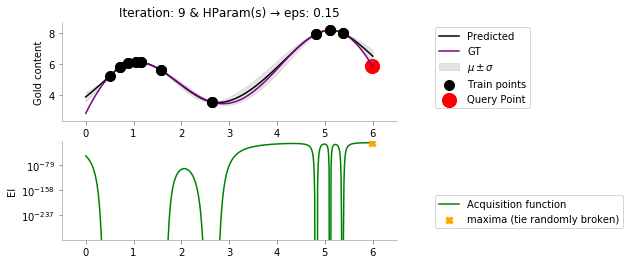 Iteration: 9 & HParam(s) → eps: 0.15
Gold content
8
6
4
0 1 2 3 4 5 6
Predicted
GT
μ ± σ
Train points
Query Point
EI
10^-79
10^-158
10^-237
0 1 2 3 4 5 6
Acquisition function
maxima (tie randomly broken)